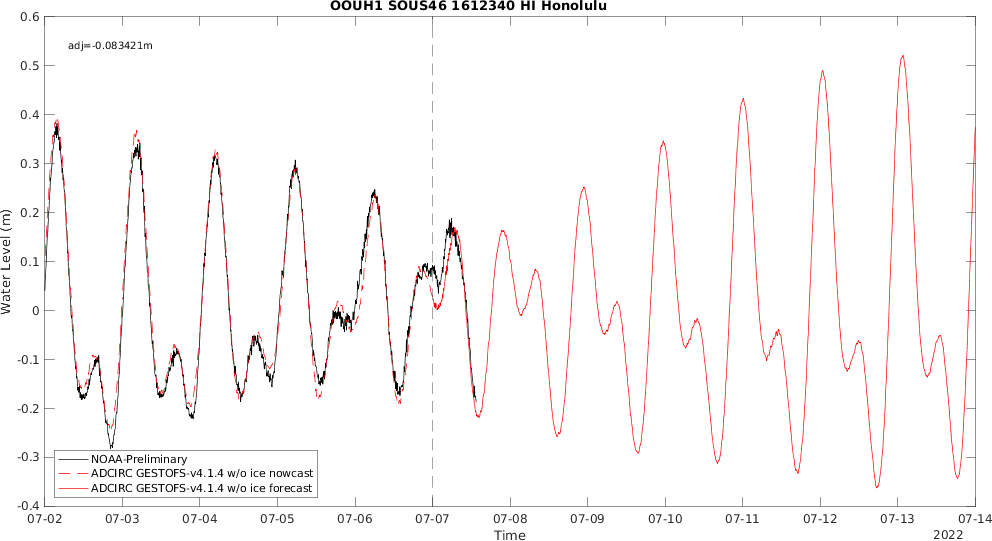 OOUH1 SOUS46 1612340 HI Honolulu
adj=-0.083421m
Water Level (m)
0.6
0.5
0.4
0.3
0.2
0.1
0
-0.1
-0.2
-0.3
-0.4
NOAA-Preliminary
ADCIRC GESTOFS-v4.1.4 w/o ice nowcast
ADCIRC GESTOFS-v4.1.4 w/o ice forecast
07-02 07-03 07-04 07-05 07-06 07-07 07-08 07-09 07-10 07-11 07-12 07-13 07-14
Time
2022